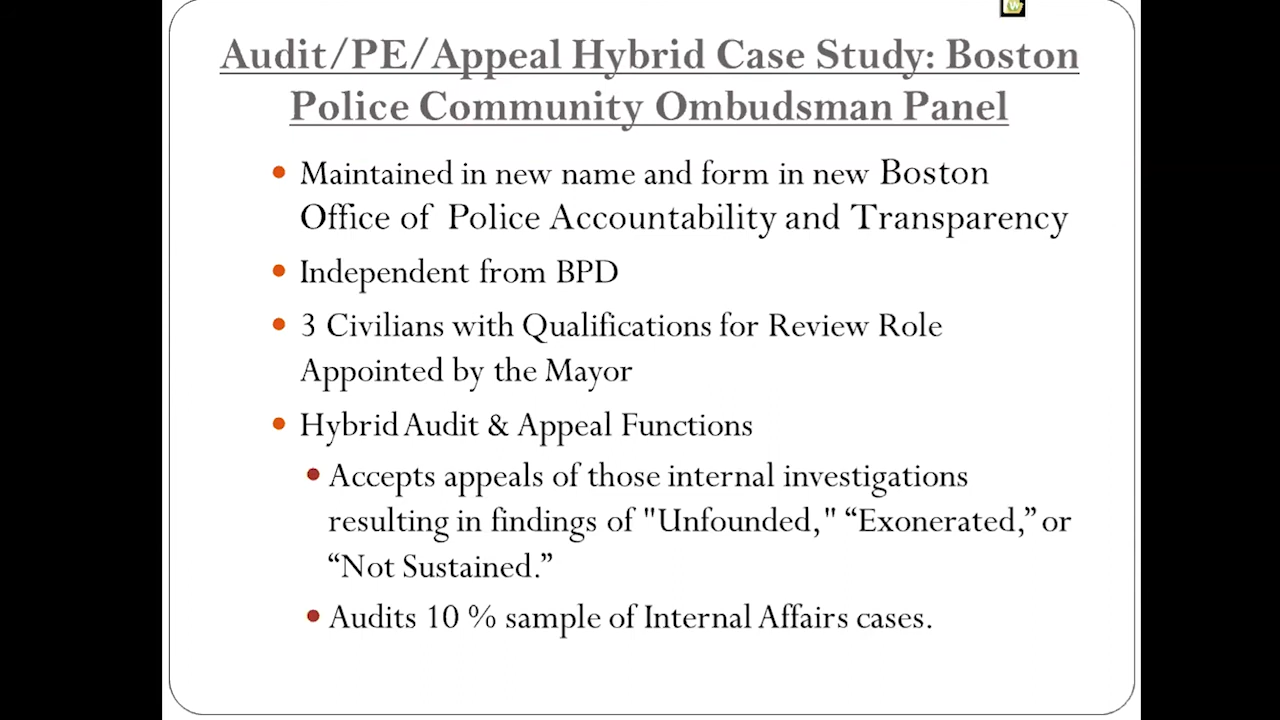 Audit/PE/Appeal Hybrid Case Study: Boston
Police Community Ombudsman Panel
• Maintained in new name and form in new Boston
Office of Police Accountability and Transparency
• Independent from BPD
• 3 Civilians with Qualifications for Review Role
Appointed by the Mayor
• Hybrid Audit & Appeal Functions
• Accepts appeals of those internal investigations
resulting in findings of "Unfounded," “Exonerated,” or
“Not Sustained.”
• Audits 10 % sample of Internal Affairs cases.